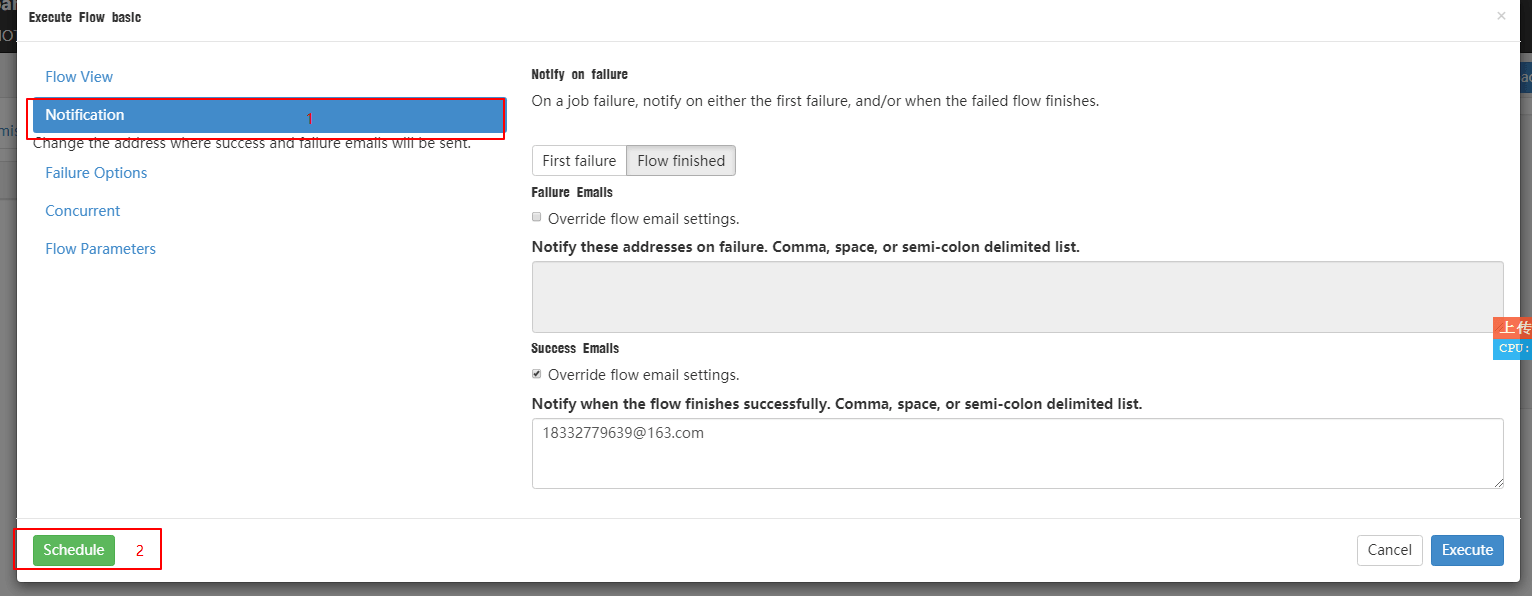 Execute Flow basic
×
Flow View
Notification
1
Change the address where success and failure emails will be sent.
Failure Options
Concurrent
Flow Parameters
Notify on failure
On a job failure, notify on either the first failure, and/or when the failed flow finishes.
First failure
Flow finished
Failure Emails
Override flow email settings.
Notify these addresses on failure. Comma, space, or semi-colon delimited list.
Success Emails
Override flow email settings.
Notify when the flow finishes successfully. Comma, space, or semi-colon delimited list.
18332779639@163.com
上传
CPU:
Schedule
2
Cancel
Execute